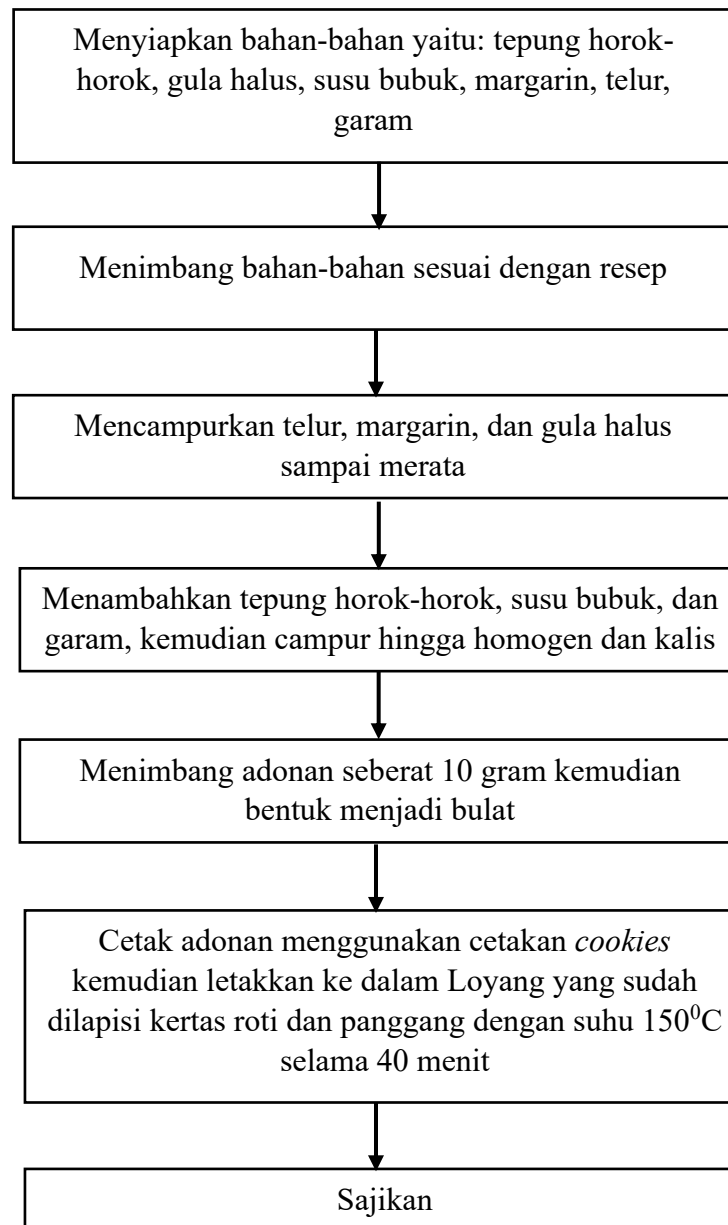 Menyiapkan bahan-bahan yaitu: tepung horok-
horok, gula halus, susu bubuk, margarin, telur,
garam
Menimbang bahan-bahan sesuai dengan resep
Mencampurkan telur, margarin, dan gula halus
sampai merata
Menambahkan tepung horok-horok, susu bubuk, dan
garam, kemudian campur hingga homogen dan kalis
Menimbang adonan seberat 10 gram kemudian
bentuk menjadi bulat
Cetak adonan menggunakan cetakan cookies
kemudian letakkan ke dalam Loyang yang sudah
dilapisi kertas roti dan panggang dengan suhu 150⁰C
selama 40 menit
Sajikan